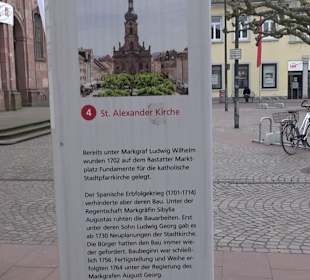 4 St. Alexander Kirche
Bereits unter Markgraf Ludwig Wilhelm
wurden 1702 auf dem Rastatter Markt-
platz Fundamente für die katholische
Stadtpfarrkirche gelegt.
Der Spanische Erbfolgekrieg (1701-1714)
verhinderte aber deren Bau. Unter der
Regentschaft Markgräfin Sibylla
Augustas ruhten die Bauarbeiten. Erst
unter deren Sohn Ludwig Georg gab es
ab 1730 Neuplanungen der Stadtkirche.
Die Bürger hatten den Bau immer wie-
der gefordert. Baubeginn war schließ-
lich 1756. Fertigstellung und Weihe er-
folgten 1764 unter der Regierung des
Markgrafen August Georg.